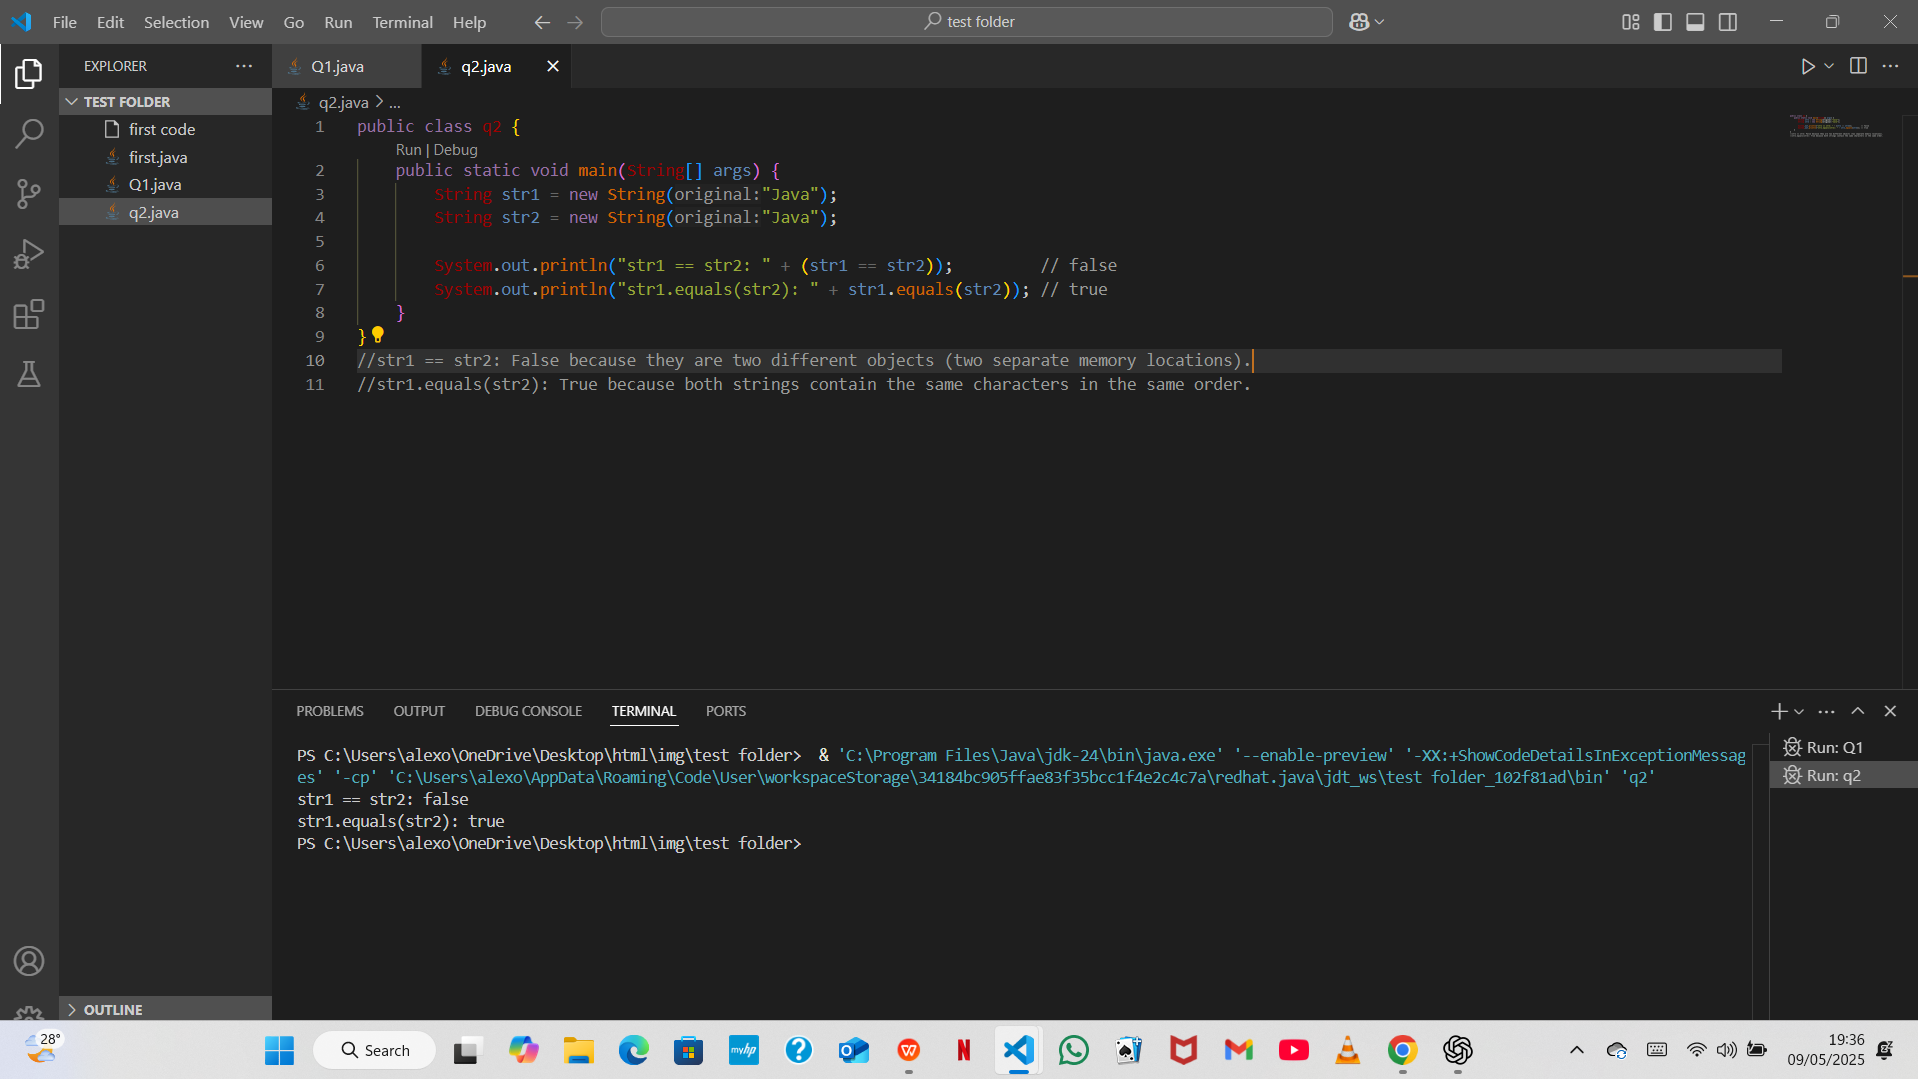 File Edit Selection View Go Run Terminal Help
test folder
EXPLORER
TEST FOLDER
first code
first.java
Q1.java
q2.java
OUTLINE
Q1.java
q2.java
q2.java > ...
1 public class q2 {
Run | Debug
2 public static void main(String[] args) {
3 String str1 = new String(original:"Java");
4 String str2 = new String(original:"Java");
5
6 System.out.println("str1 == str2: " + (str1 == str2)); // false
7 System.out.println("str1.equals(str2): " + str1.equals(str2)); // true
8 }
9 }
10 //str1 == str2: False because they are two different objects (two separate memory locations).
11 //str1.equals(str2): True because both strings contain the same characters in the same order.
PROBLEMS OUTPUT DEBUG CONSOLE TERMINAL PORTS
PS C:\Users\alexo\OneDrive\Desktop\html\img\test folder> & 'C:\Program Files\Java\jdk-24\bin\java.exe' '--enable-preview' '-XX:+ShowCodeDetailsInExceptionMessag
es' '-cp' 'C:\Users\alexo\AppData\Roaming\Code\User\workspaceStorage\34184bc905ffae83f35bcc1f4e2c4c7a\redhat.java\jdt_ws\test folder_102f81ad\bin' 'q2'
str1 == str2: false
str1.equals(str2): true
PS C:\Users\alexo\OneDrive\Desktop\html\img\test folder>
Run: Q1
Run: q2
28°
Search
myhp
19:36
09/05/2025